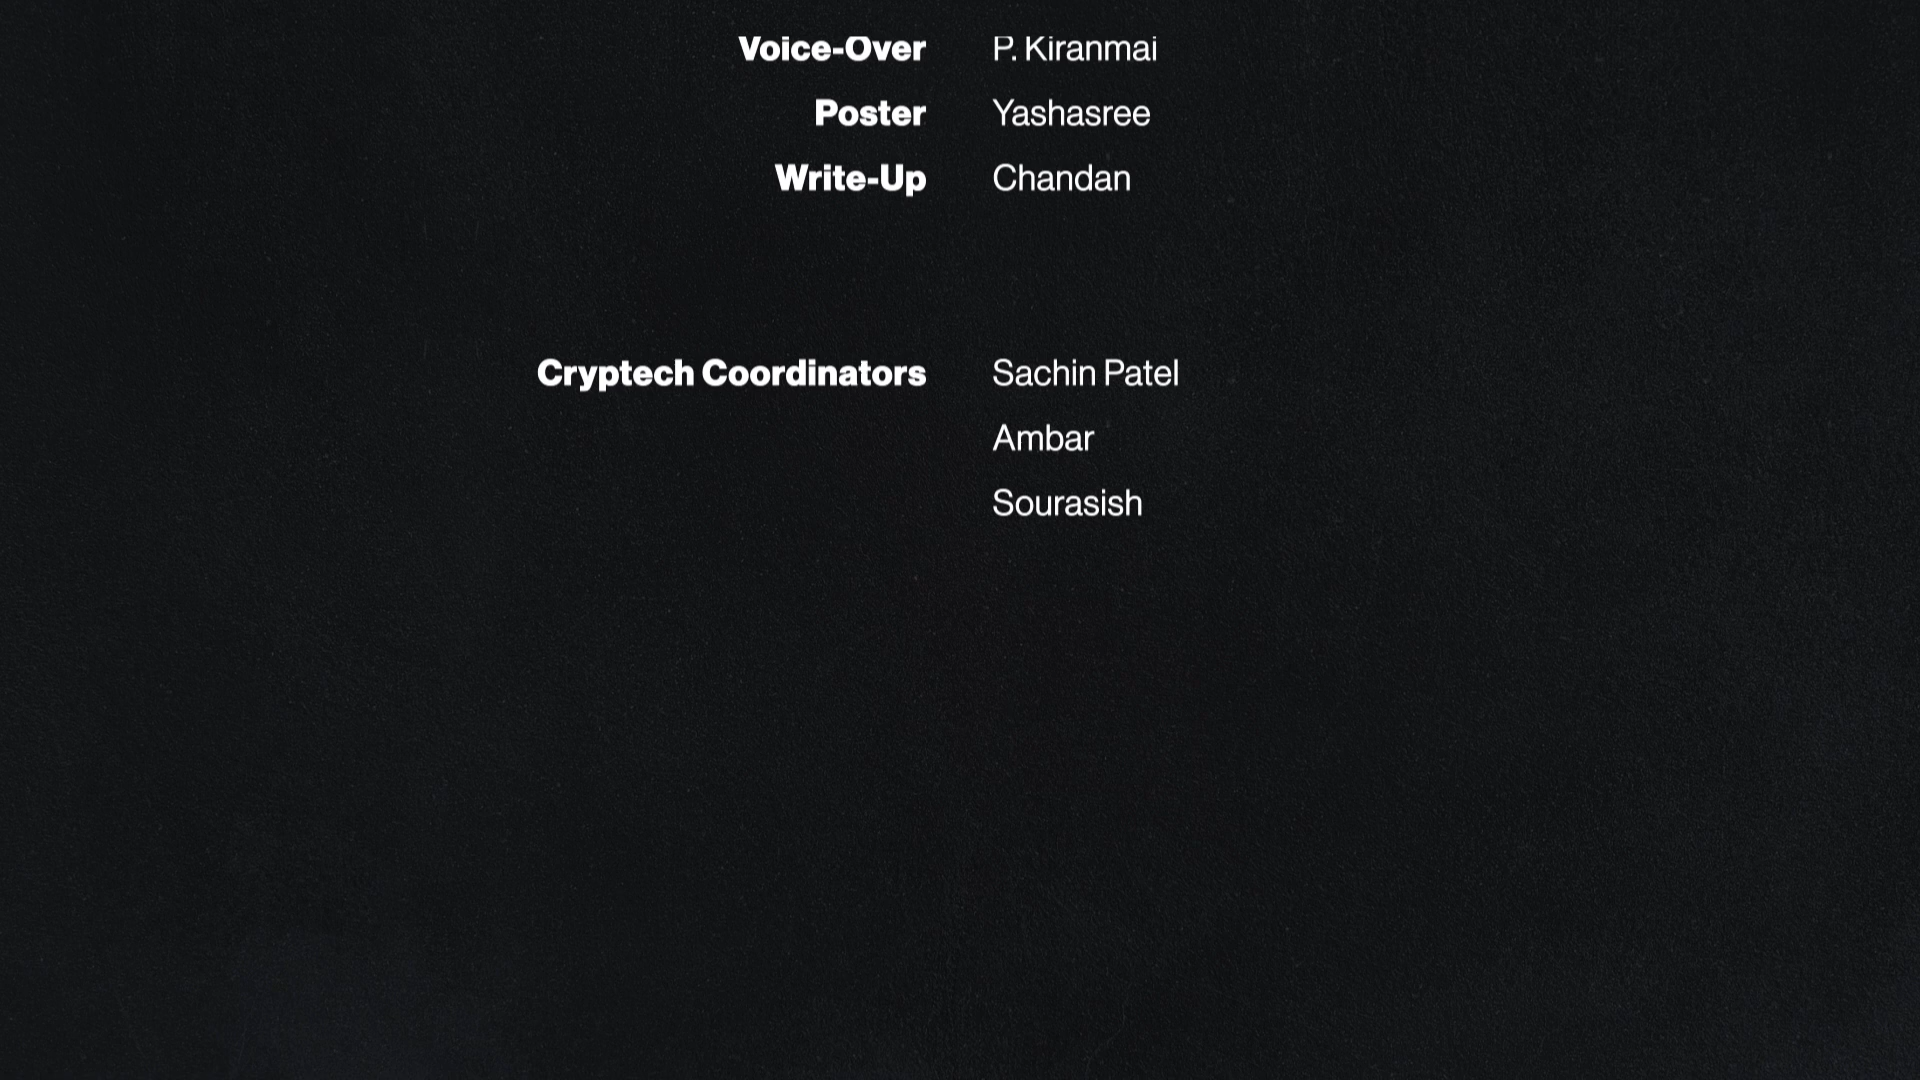 Voice-Over P. Kiranmai
Poster Yashasree
Write-Up Chandan
Cryptech Coordinators Sachin Patel
Ambar
Sourasish